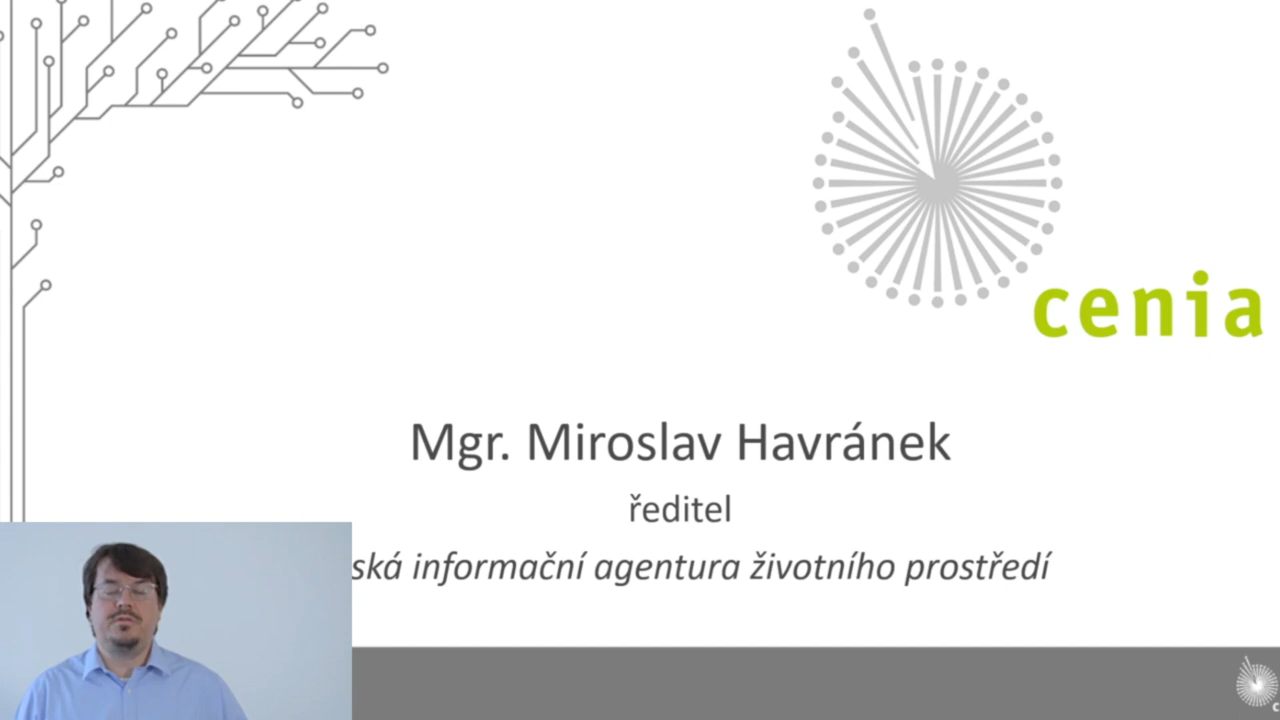 cenia
Mgr. Miroslav Havránek
ředitel
ská informační agentura životního prostředí